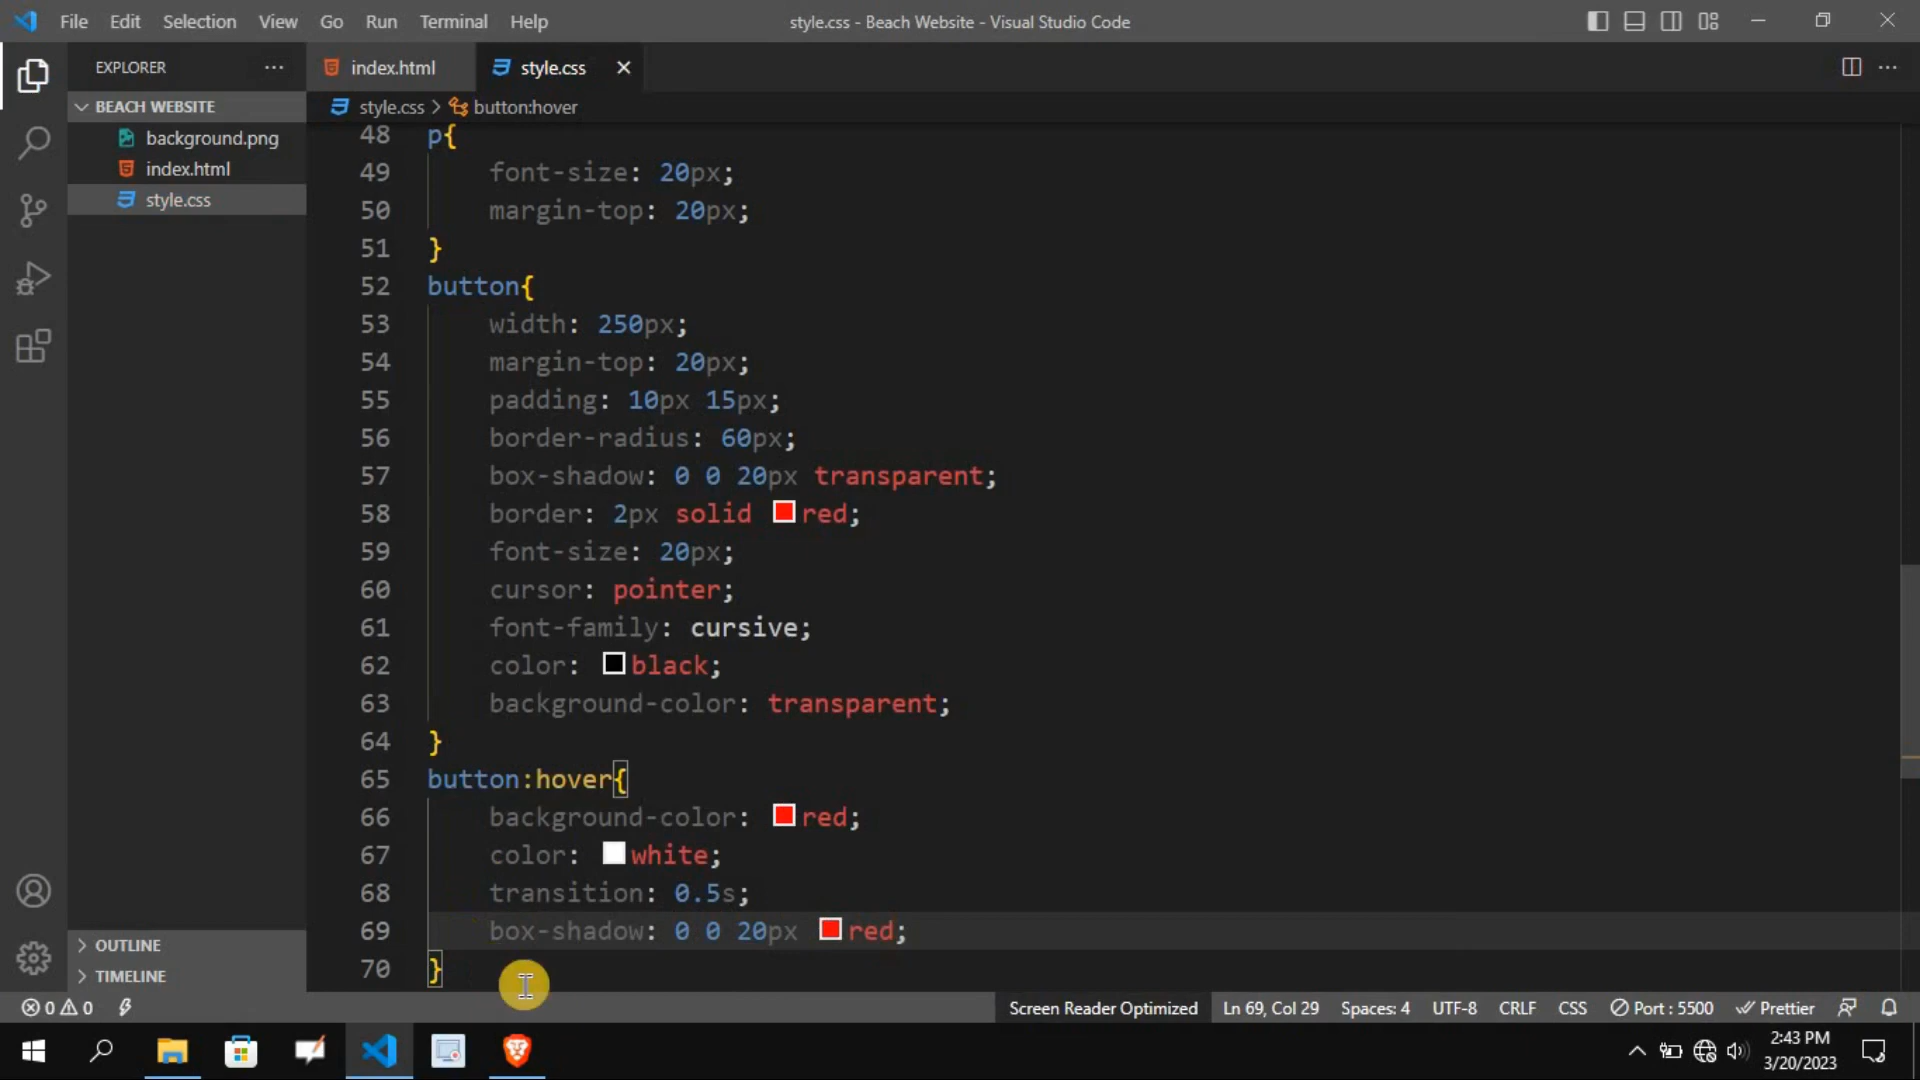 File Edit Selection View Go Run Terminal Help
style.css - Beach Website - Visual Studio Code
EXPLORER
index.html
style.css
BEACH WEBSITE
background.png
index.html
style.css
style.css > button:hover
48 p{
49 font-size: 20px;
50 margin-top: 20px;
51 }
52 button{
53 width: 250px;
54 margin-top: 20px;
55 padding: 10px 15px;
56 border-radius: 60px;
57 box-shadow: 0 0 20px transparent;
58 border: 2px solid red;
59 font-size: 20px;
60 cursor: pointer;
61 font-family: cursive;
62 color: black;
63 background-color: transparent;
64 }
65 button:hover{
66 background-color: red;
67 color: white;
68 transition: 0.5s;
69 box-shadow: 0 0 20px red;
70 }
OUTLINE
TIMELINE
0 0
Screen Reader Optimized Ln 69, Col 29 Spaces: 4 UTF-8 CRLF CSS Port : 5500 Prettier
2:43 PM
3/20/2023